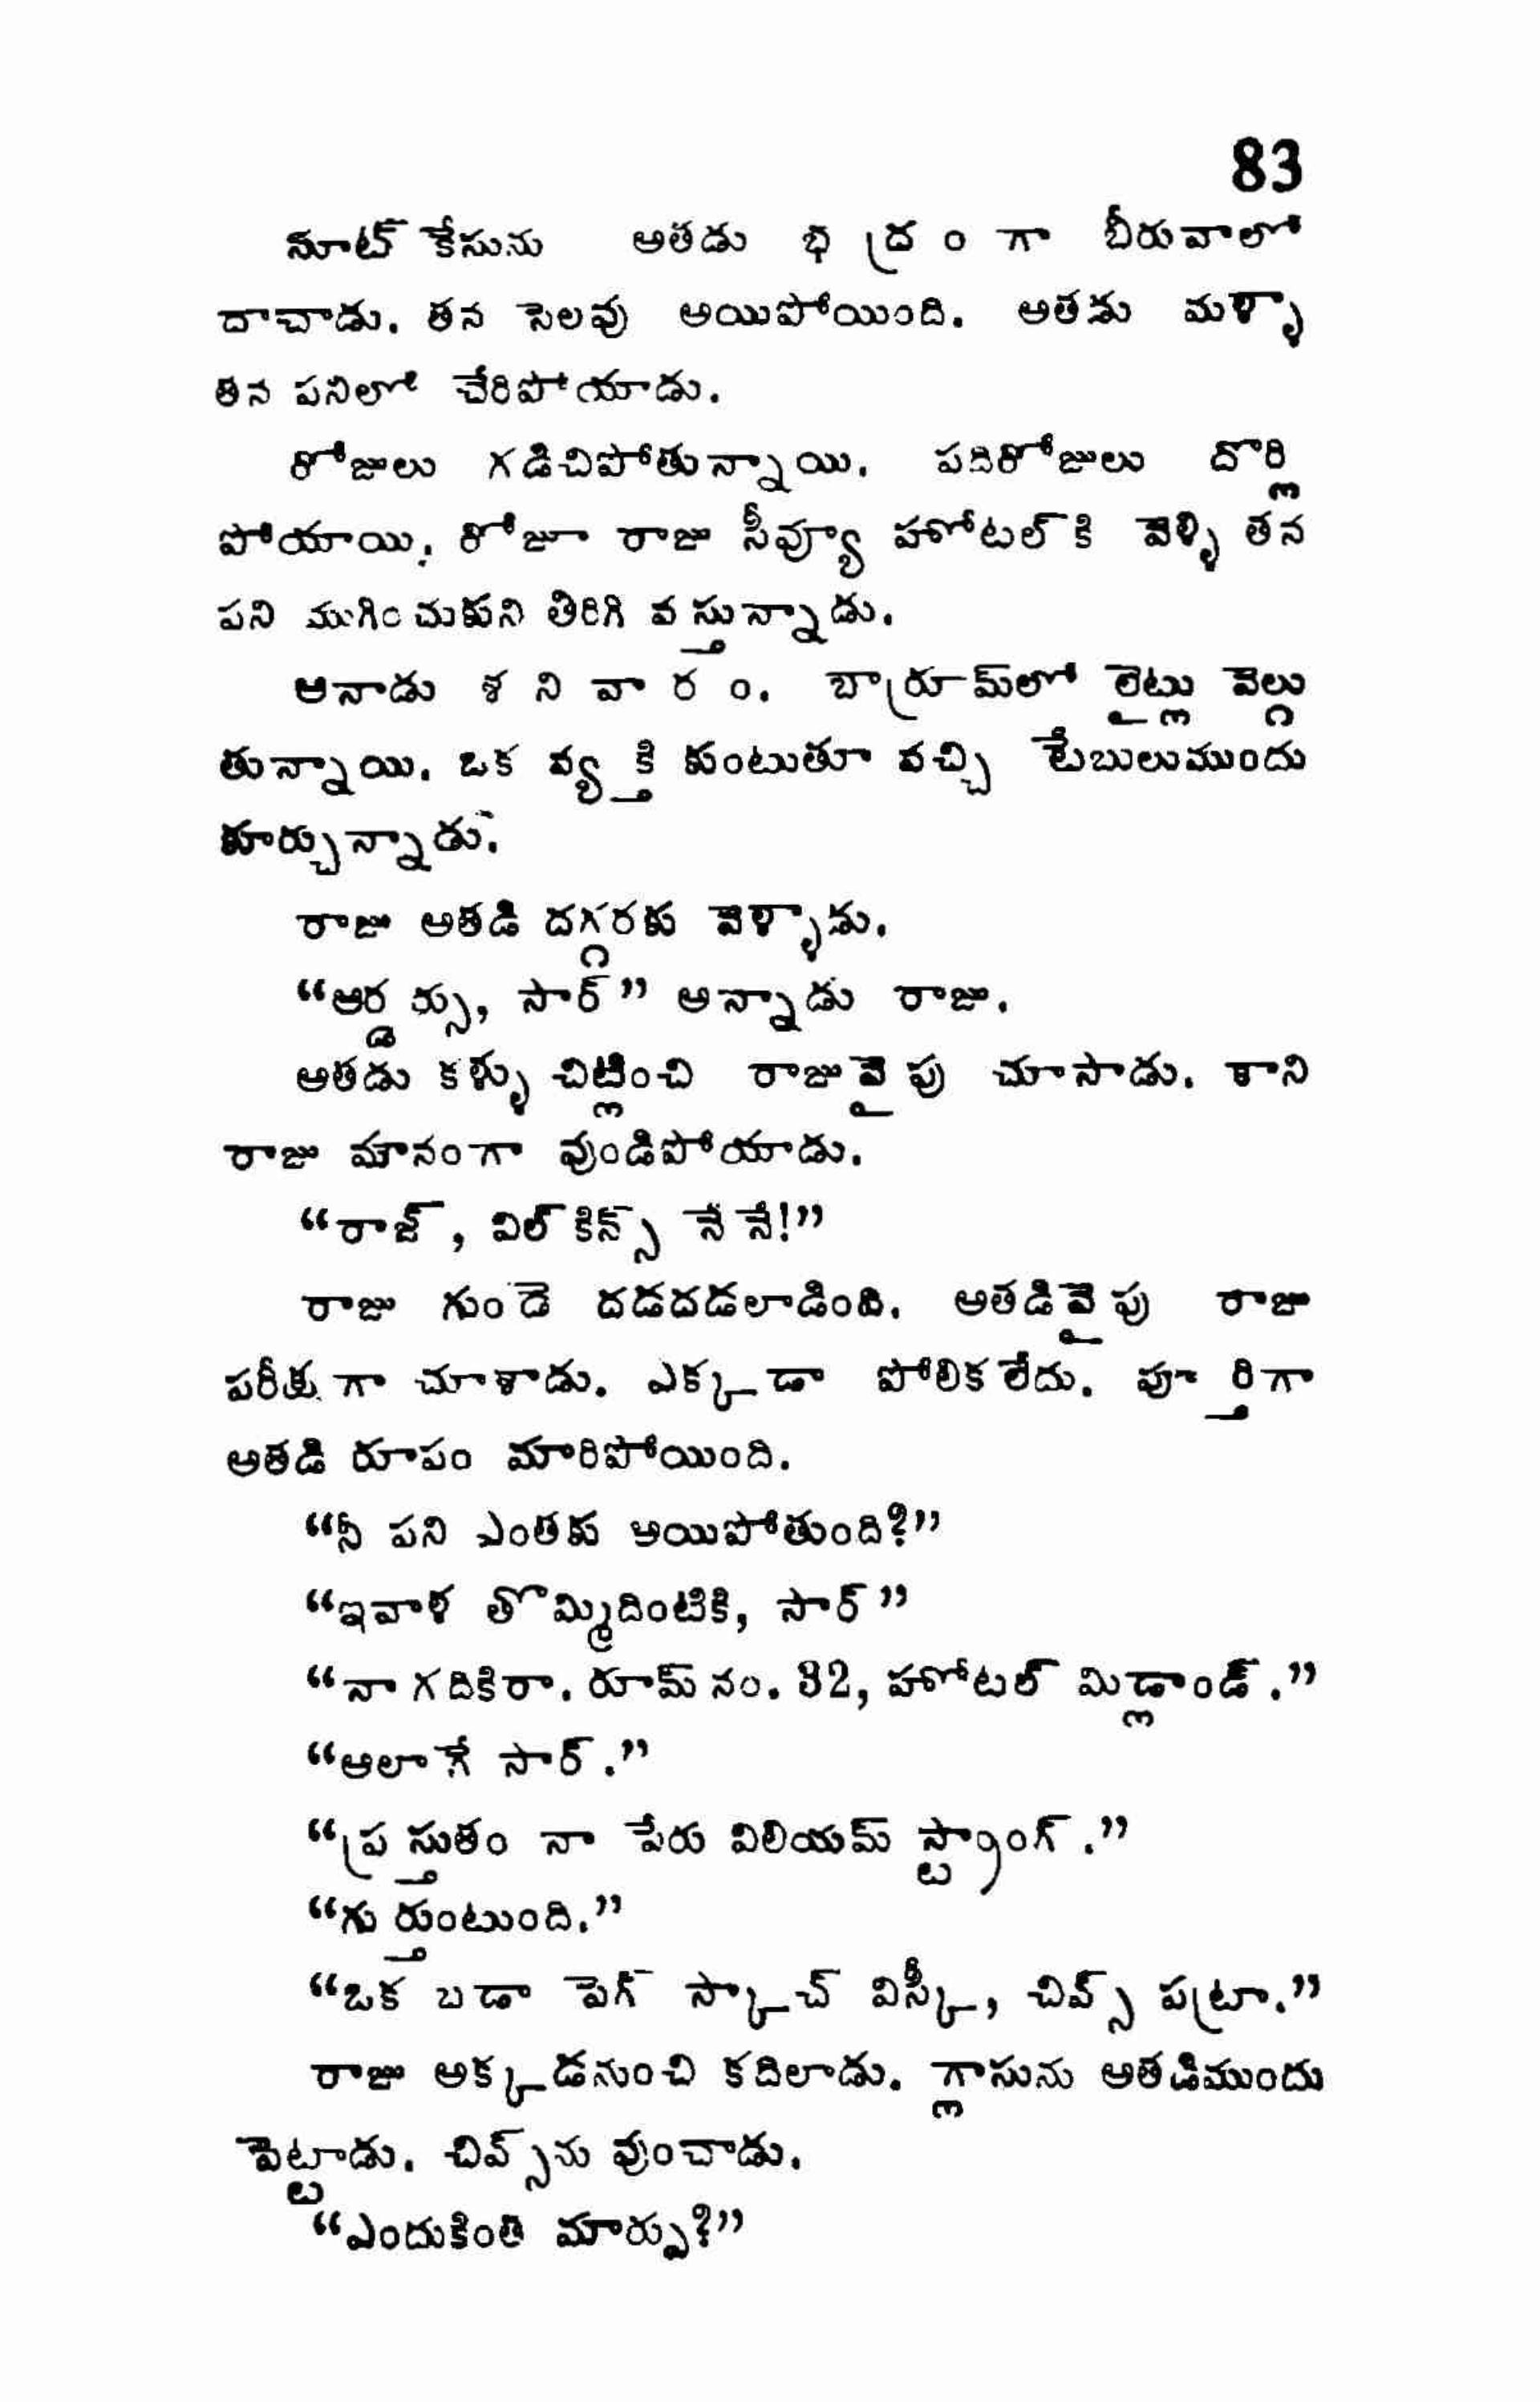 83
సూట్ కేసును అతడు భద్రంగా బీరువాలో
దాచాడు. తన సెలవు అయిపోయింది. అతడు మళ్ళా
తన పనిలో చేరిపోయాడు.
రోజులు గడిచిపోతున్నాయి. పదిరోజులు దొర్లి
పోయాయి. రోజూ రాజు సీవ్యూ హోటల్ కి వెళ్ళి తన
పని ముగించుకుని తిరిగి వస్తున్నాడు.
ఆనాడు శనివారం. బార్రూమ్‌లో లైట్లు వెల్గు
తున్నాయి. ఒక వ్యక్తి కుంటుతూ వచ్చి టేబులుముందు
కూర్చున్నాడు.
రాజు అతడి దగ్గరకు వెళ్ళాడు.
“ఆర్డర్సు, సార్” అన్నాడు రాజు.
అతడు కళ్ళు చిట్లించి రాజువైపు చూసాడు. కాని
రాజు మౌనంగా వుండిపోయాడు.
“రాజ్, విల్ కిన్స్ నేనే!”
రాజు గుండె దడదడలాడింది. అతడివైపు రాజు
పరీక్షగా చూశాడు. ఎక్కడా పోలికలేదు. పూర్తిగా
అతడి రూపం మారిపోయింది.
“నీ పని ఎంతకు అయిపోతుంది?”
“ఇవాళ తొమ్మిదింటికి, సార్”
“నా గదికిరా. రూమ్ నం. 32, హోటల్ మిడ్లాండ్.”
“అలాగే సార్.”
“ప్రస్తుతం నా పేరు విలియమ్ స్ట్రాంగ్.”
“గుర్తుంటుంది.”
“ఒక బడా పెగ్ స్కాచ్ విస్కీ, చిప్స్ పట్రా.”
రాజు అక్కడనుంచి కదిలాడు. గ్లాసును అతడిముందు
పెట్టాడు. చిప్స్‌ను వుంచాడు.
“ఎందుకింత మార్పు?”